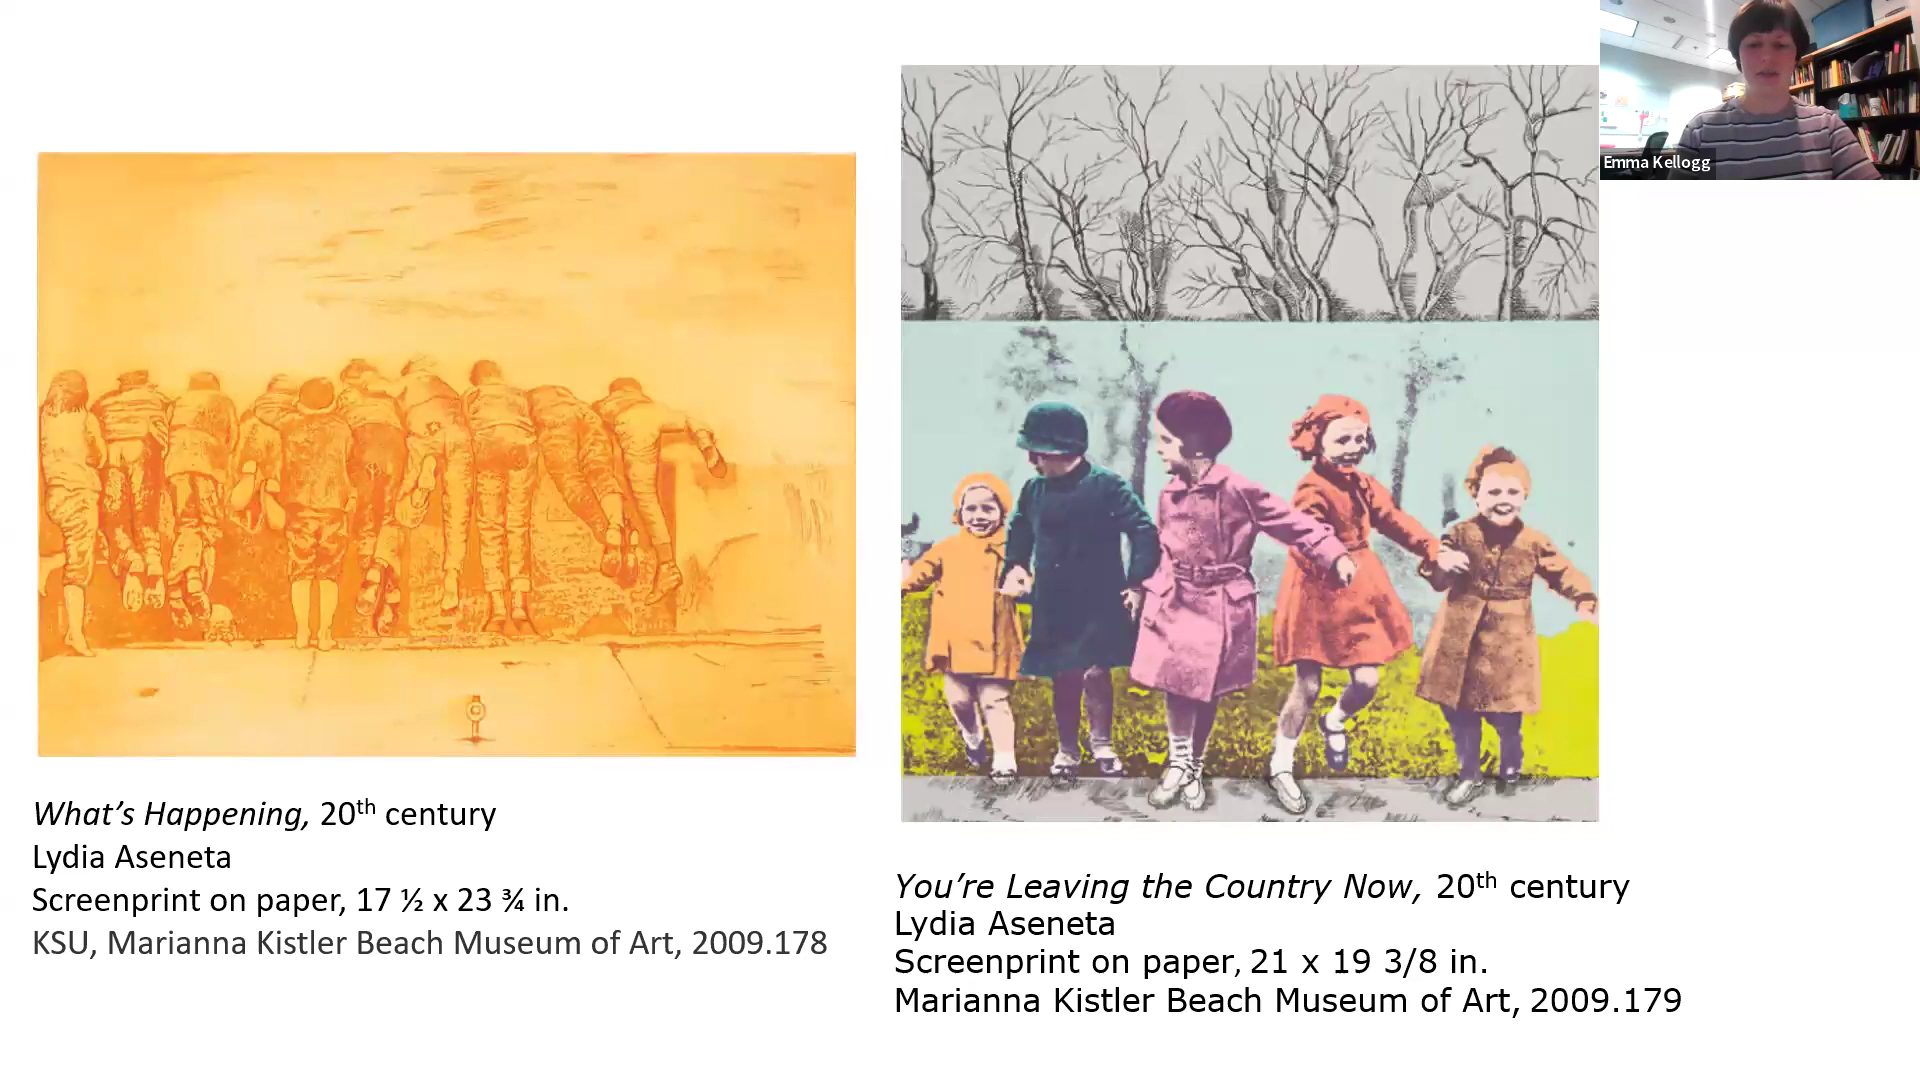 Emma Kellogg
What's Happening, 20th century
Lydia Aseneta
Screenprint on paper, 17 ½ x 23 ¾ in.
KSU, Marianna Kistler Beach Museum of Art, 2009.178
You're Leaving the Country Now, 20th century
Lydia Aseneta
Screenprint on paper, 21 x 19 3/8 in.
Marianna Kistler Beach Museum of Art, 2009.179